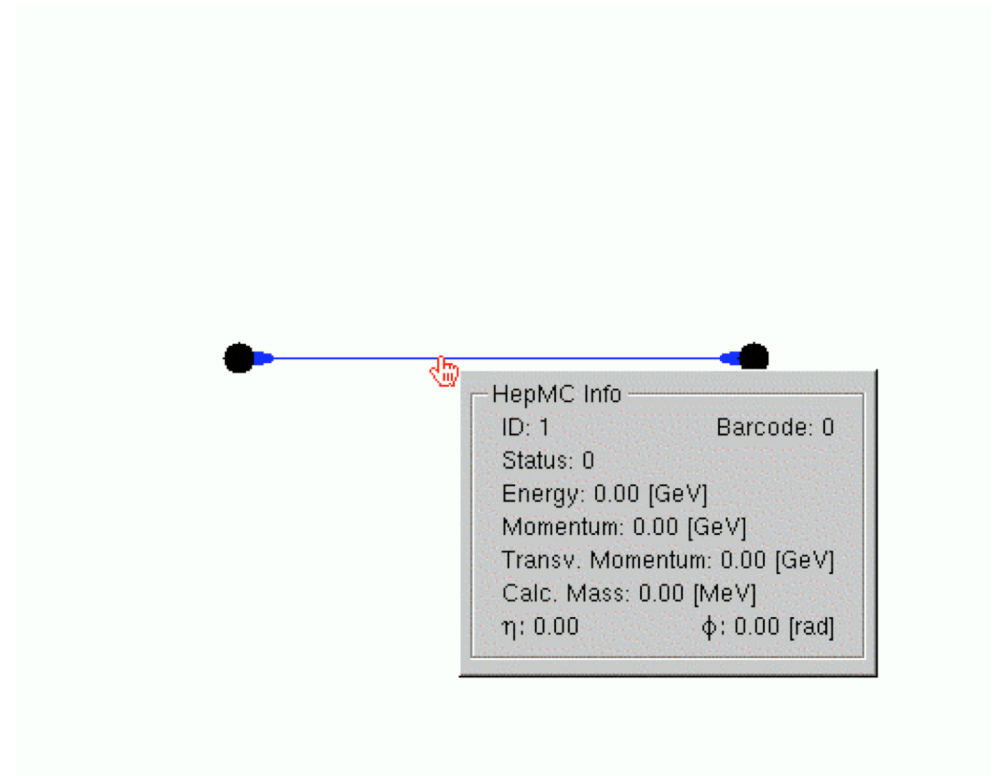 HepMC Info
ID: 1 Barcode: 0
Status: 0
Energy: 0.00 [GeV]
Momentum: 0.00 [GeV]
Transv. Momentum: 0.00 [GeV]
Calc. Mass: 0.00 [MeV]
η: 0.00 ϕ: 0.00 [rad]